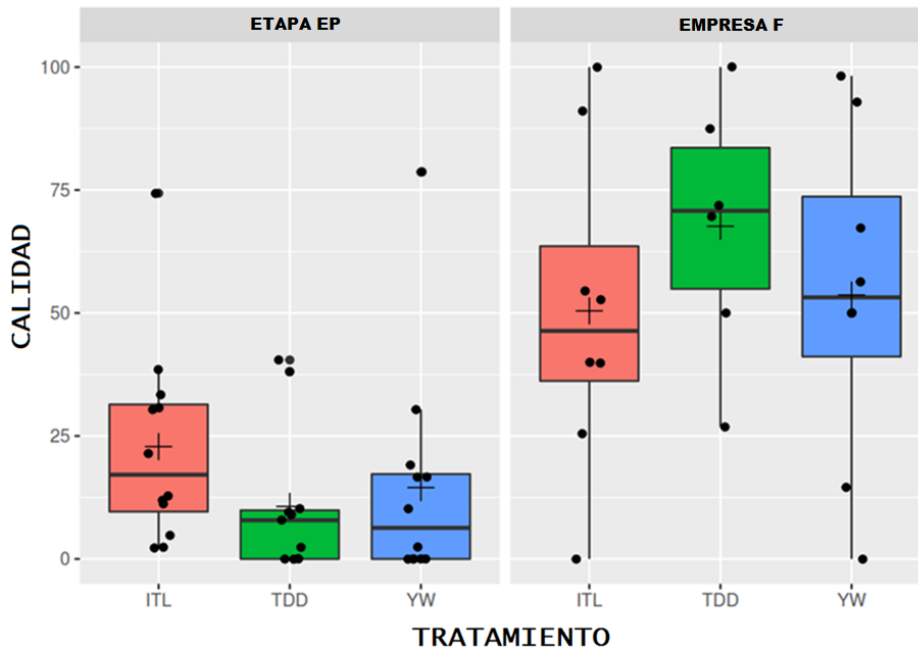 ETAPA EP
EMPRESA F
CALIDAD
100
75
50
25
0
ITL TDD YW
ITL TDD YW
TRATAMIENTO